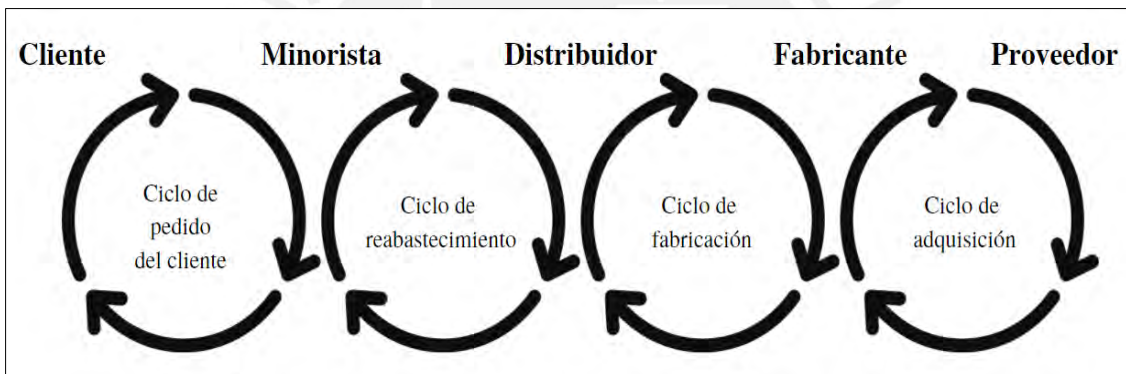 Cliente Minorista Distribuidor Fabricante Proveedor
Ciclo de
pedido
del cliente
Ciclo de
reabastecimiento
Ciclo de
fabricación
Ciclo de
adquisición